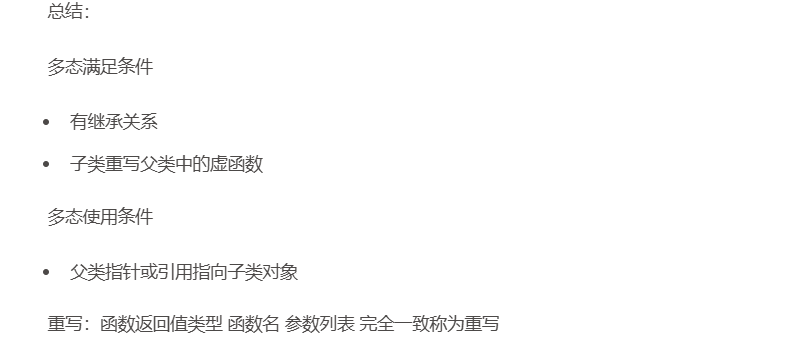 总结：
多态满足条件
• 有继承关系
• 子类重写父类中的虚函数
多态使用条件
• 父类指针或引用指向子类对象
重写：函数返回值类型 函数名 参数列表 完全一致称为重写